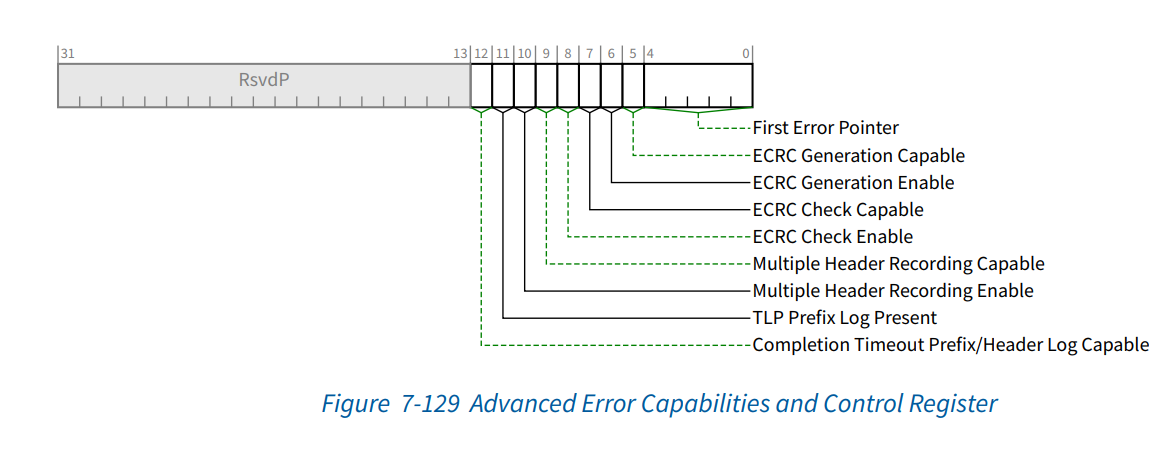 31 13 12 11 10 9 8 7 6 5 4 0
RsvdP
First Error Pointer
ECRC Generation Capable
ECRC Generation Enable
ECRC Check Capable
ECRC Check Enable
Multiple Header Recording Capable
Multiple Header Recording Enable
TLP Prefix Log Present
Completion Timeout Prefix/Header Log Capable
Figure 7-129 Advanced Error Capabilities and Control Register